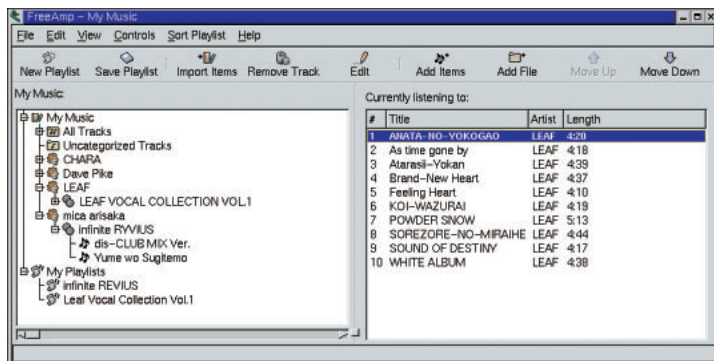 FreeAmp - My Music
File Edit View Controls Sort Playlist Help
New Playlist Save Playlist Import Items Remove Track Edit Add Items Add File Move Up Move Down
My Music:
My Music
All Tracks
Uncategorized Tracks
CHARA
Dave Pike
LEAF
LEAF VOCAL COLLECTION VOL.1
mica arisaka
infinite RYVIUS
dis-CLUB MIX Ver.
Yume wo Sugitemo
My Playlists
infinite REVIUS
Leaf Vocal Collection Vol.1
Currently listening to:
# Title Artist Length
1 ANATA-NO-YOKOGAO LEAF 4:20
2 As time gone by LEAF 4:18
3 Atarasii-Yokan LEAF 4:39
4 Brand-New Heart LEAF 4:37
5 Feeling Heart LEAF 4:10
6 KOI-WAZURAI LEAF 4:19
7 POWDER SNOW LEAF 5:13
8 SOREZORE-NO-MIRAIHE LEAF 4:44
9 SOUND OF DESTINY LEAF 4:17
10 WHITE ALBUM LEAF 4:38